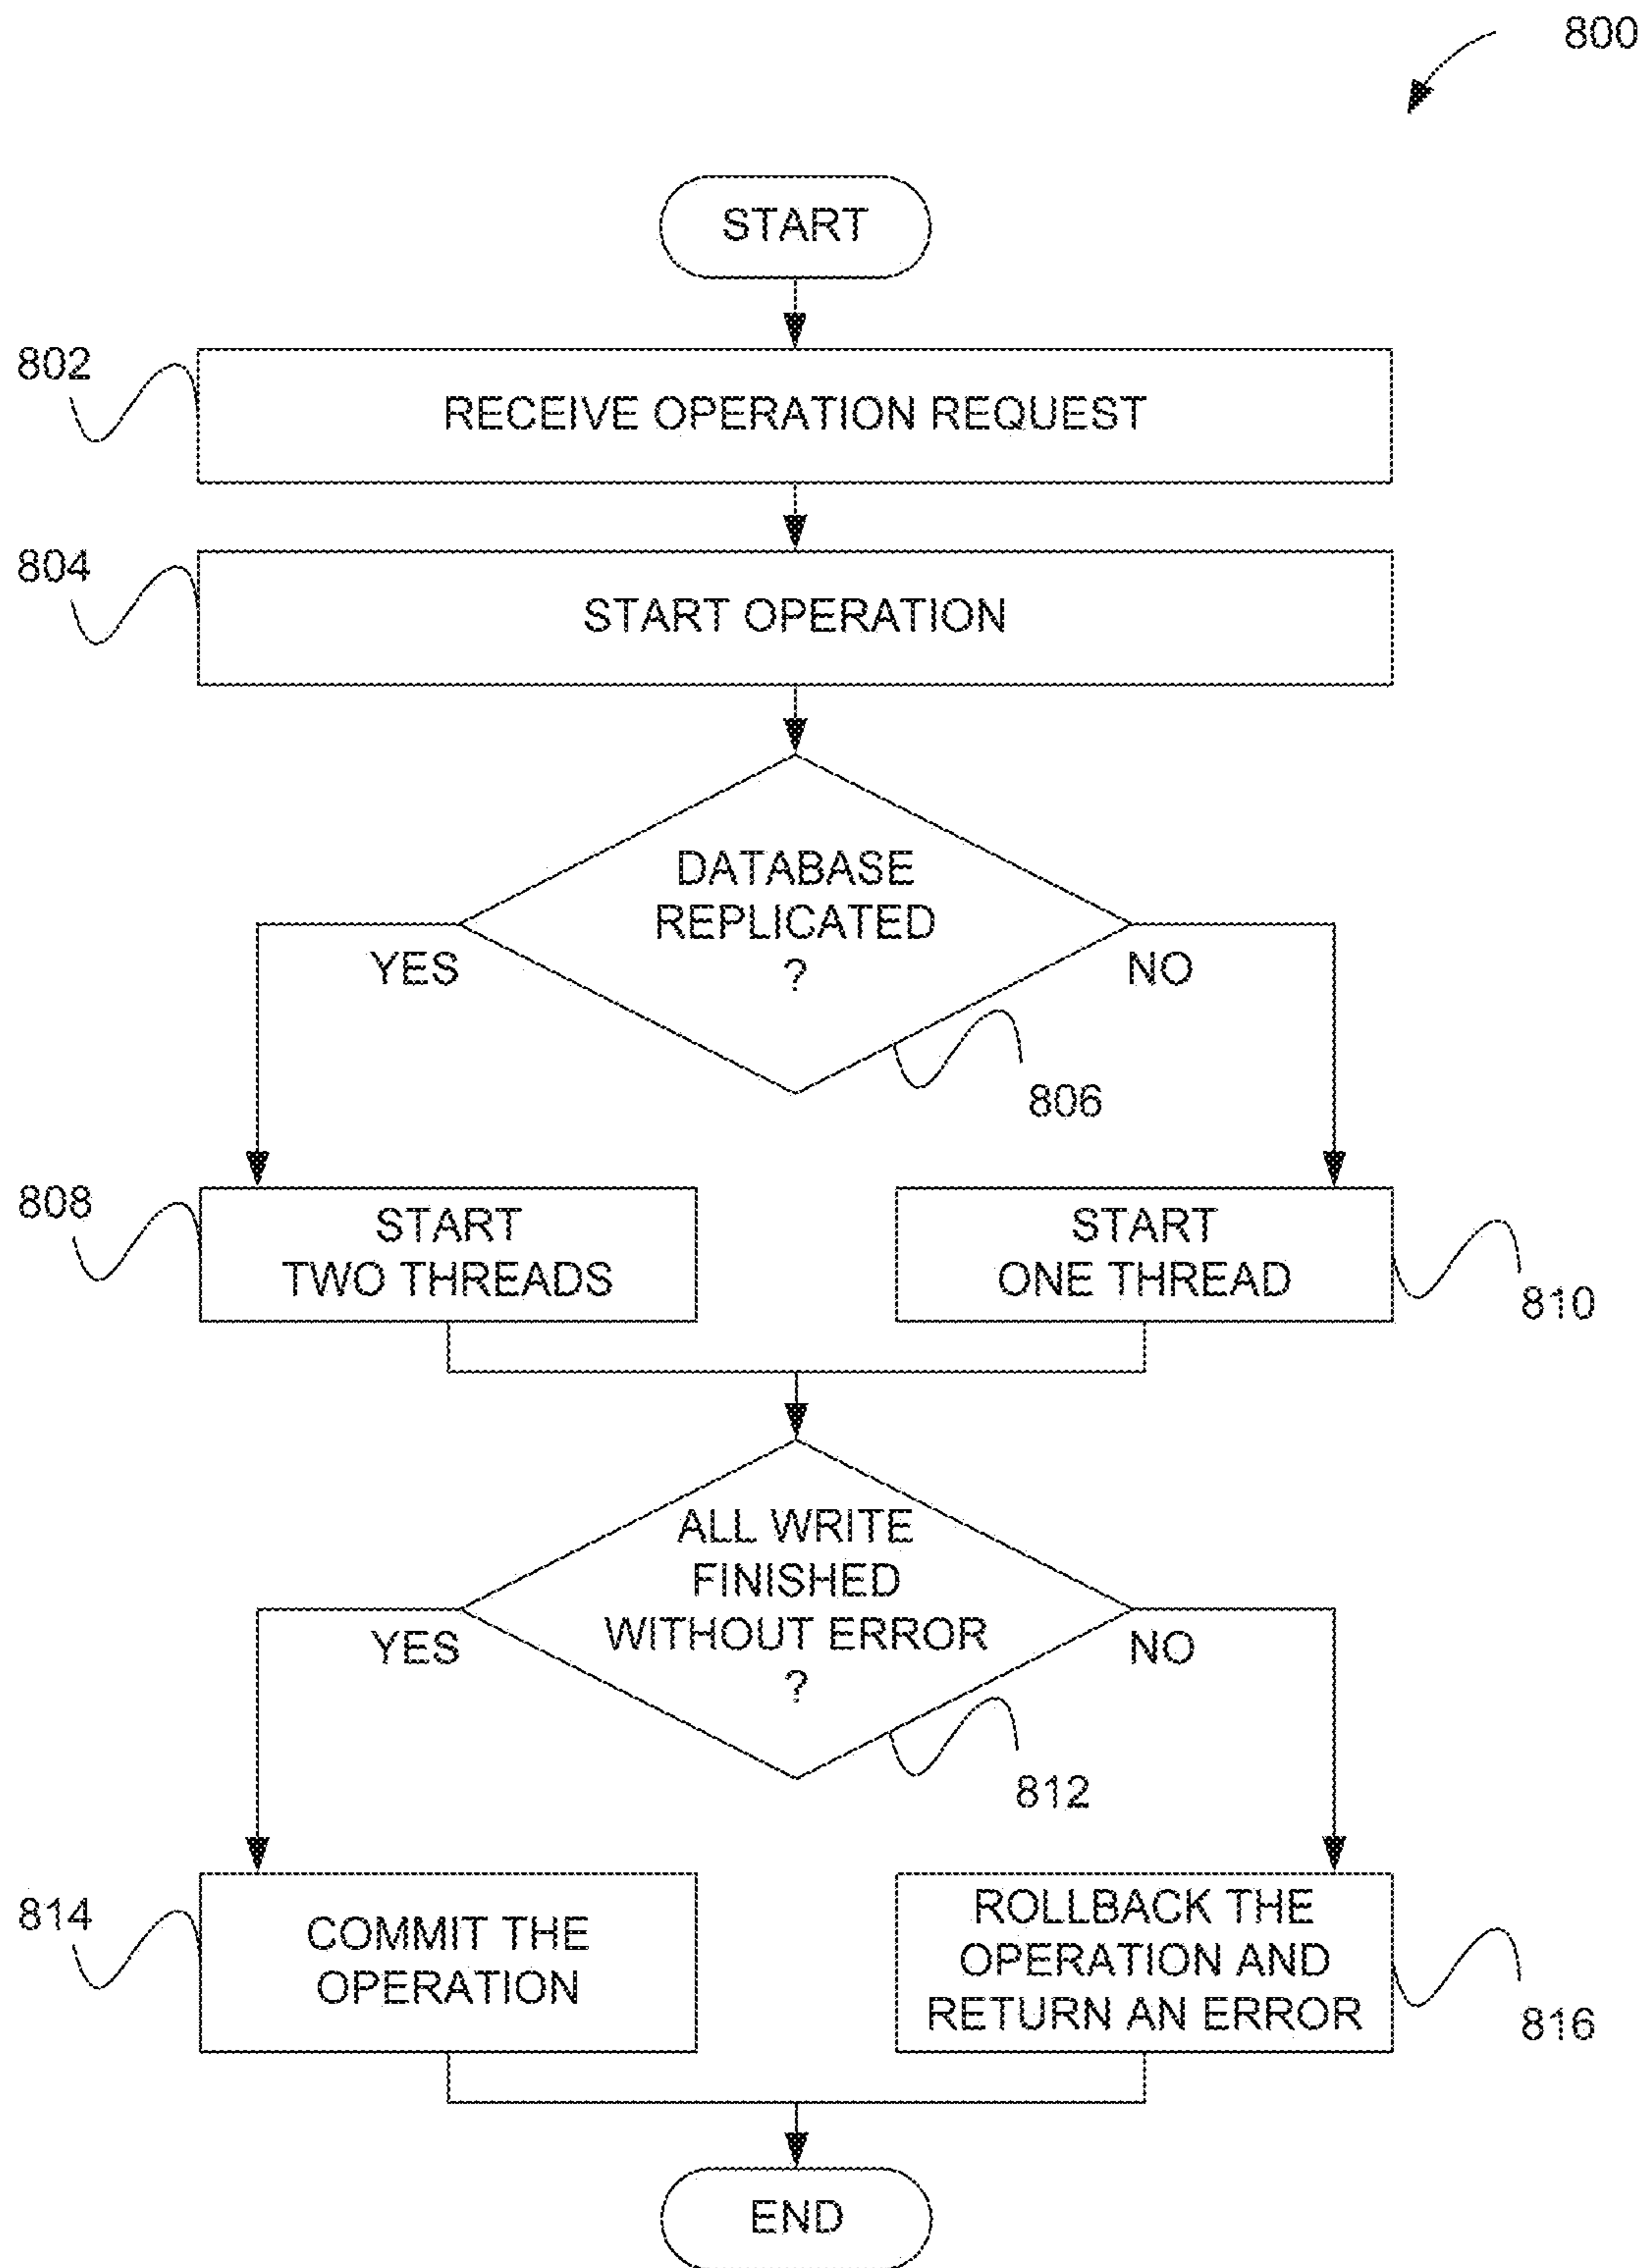 800
START
802
RECEIVE OPERATION REQUEST
804
START OPERATION
DATABASE
REPLICATED
?
YES
NO
806
808
START
TWO THREADS
START
ONE THREAD
810
ALL WRITE
FINISHED
WITHOUT ERROR
?
YES
NO
812
814
COMMIT THE
OPERATION
ROLLBACK THE
OPERATION AND
RETURN AN ERROR
816
END